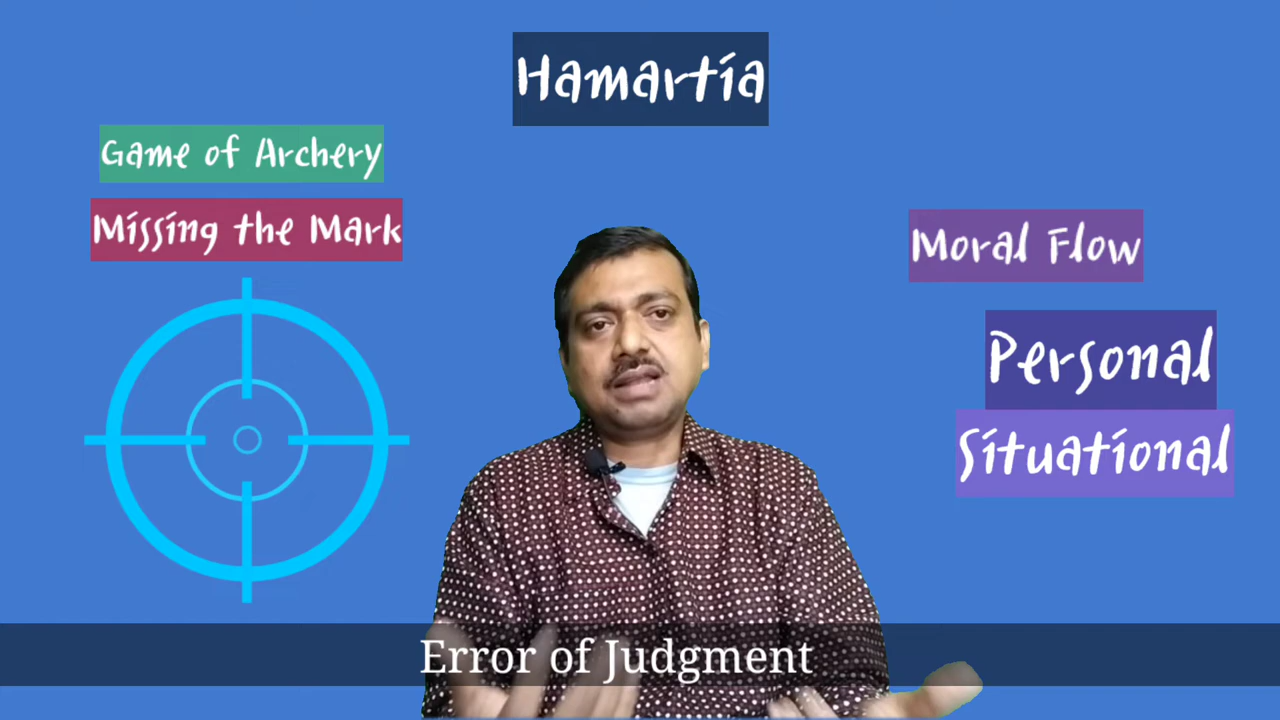 Hamartia
Game of Archery
Missing the Mark
Moral Flow
Personal
Situational
Error of Judgment